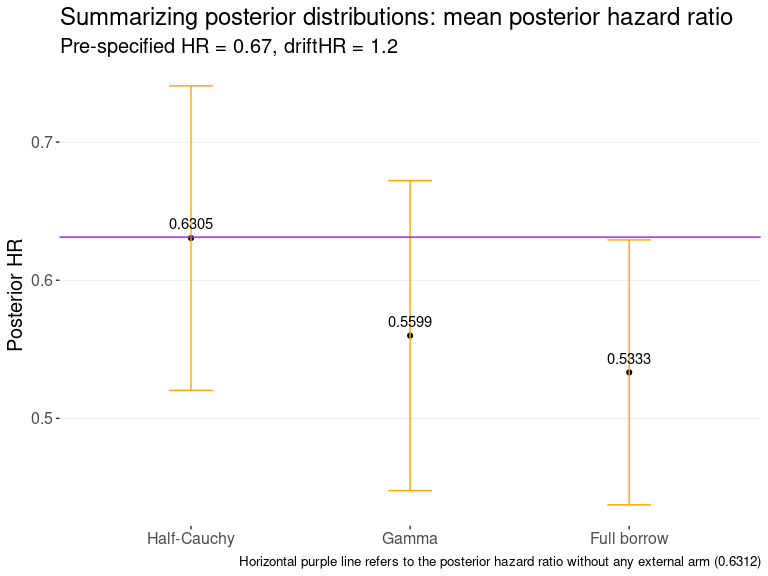 Summarizing posterior distributions: mean posterior hazard ratio
Pre-specified HR = 0.67, driftHR = 1.2
Posterior HR
0.7
0.6
0.5
0.6305
0.5599
0.5333
Half-Cauchy
Gamma
Full borrow
Horizontal purple line refers to the posterior hazard ratio without any external arm (0.6312)